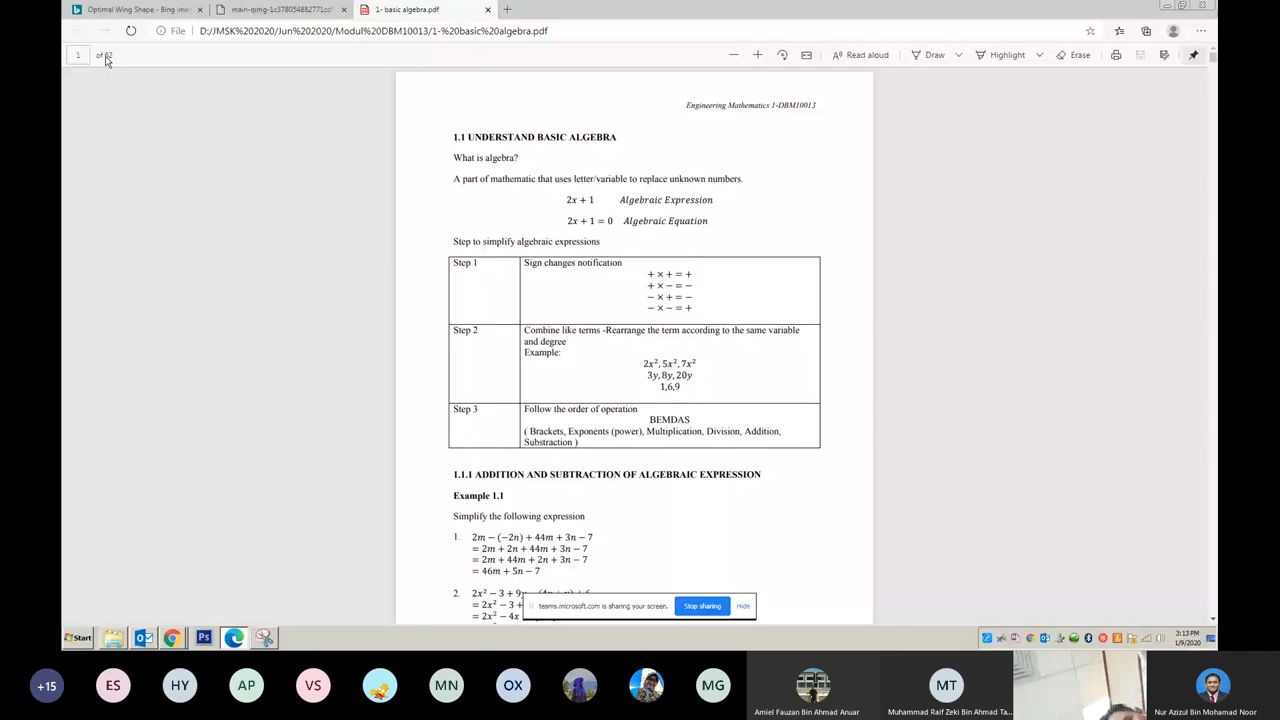 Optimal Wing Shape - Bing ima
main-qimg-1c378054882771cdf
1- basic algebra.pdf
File
D:/JMSK%202020/Jun%202020/Modul%20DBM10013/1-%20basic%20algebra.pdf
1
of 62
Read aloud
Draw
Highlight
Erase
Engineering Mathematics 1-DBM10013
1.1 UNDERSTAND BASIC ALGEBRA
What is algebra?
A part of mathematic that uses letter/variable to replace unknown numbers.
2x + 1 Algebraic Expression
2x + 1 = 0 Algebraic Equation
Step to simplify algebraic expressions
Step 1
Sign changes notification
+ × + = +
+ × − = −
− × + = −
− × − = +
Step 2
Combine like terms -Rearrange the term according to the same variable
and degree
Example:
2x², 5x², 7x²
3y, 8y, 20y
1,6,9
Step 3
Follow the order of operation
BEMDAS
( Brackets, Exponents (power), Multiplication, Division, Addition,
Substraction )
1.1.1 ADDITION AND SUBTRACTION OF ALGEBRAIC EXPRESSION
Example 1.1
Simplify the following expression
1. 2m − (−2n) + 44m + 3n − 7
= 2m + 2n + 44m + 3n − 7
= 2m + 44m + 2n + 3n − 7
= 46m + 5n − 7
2. 2x² − 3 + 9
= 2x² − 3 +
= 2x² − 4x
teams.microsoft.com is sharing your screen.
Stop sharing
Hide
Start
3:13 PM
1/9/2020
+15
ES
HY
AP
VS
MN
OX
MG
MT
Amiel Fauzan Bin Ahmad Anuar
Muhammad Raif Zeki Bin Ahmad Ta...
Nur Azizul Bin Mohamad Noor